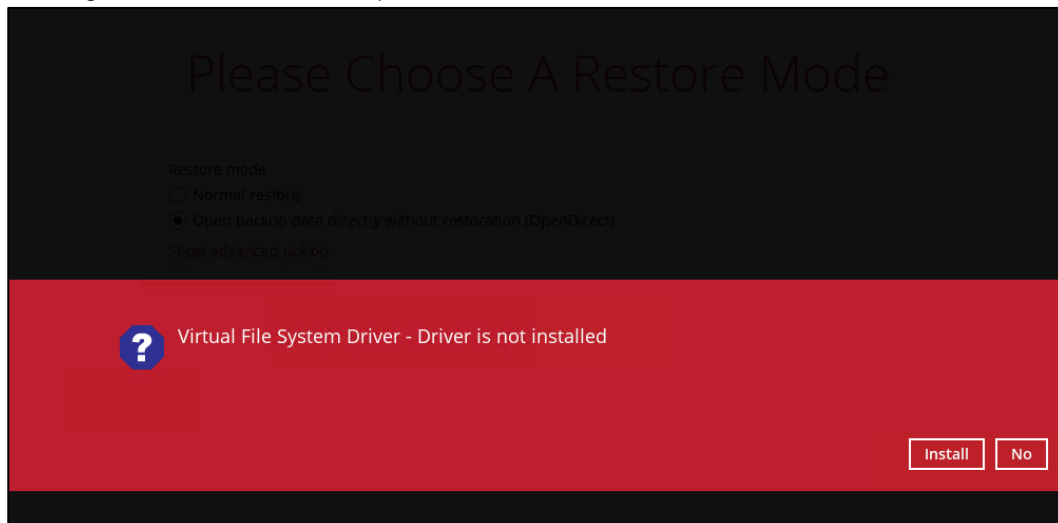 Please Choose A Restore Mode
Restore mode
Normal restore
Open backup data directly without restoration (OpenDirect)
Show advanced option
Virtual File System Driver - Driver is not installed
?
Install No